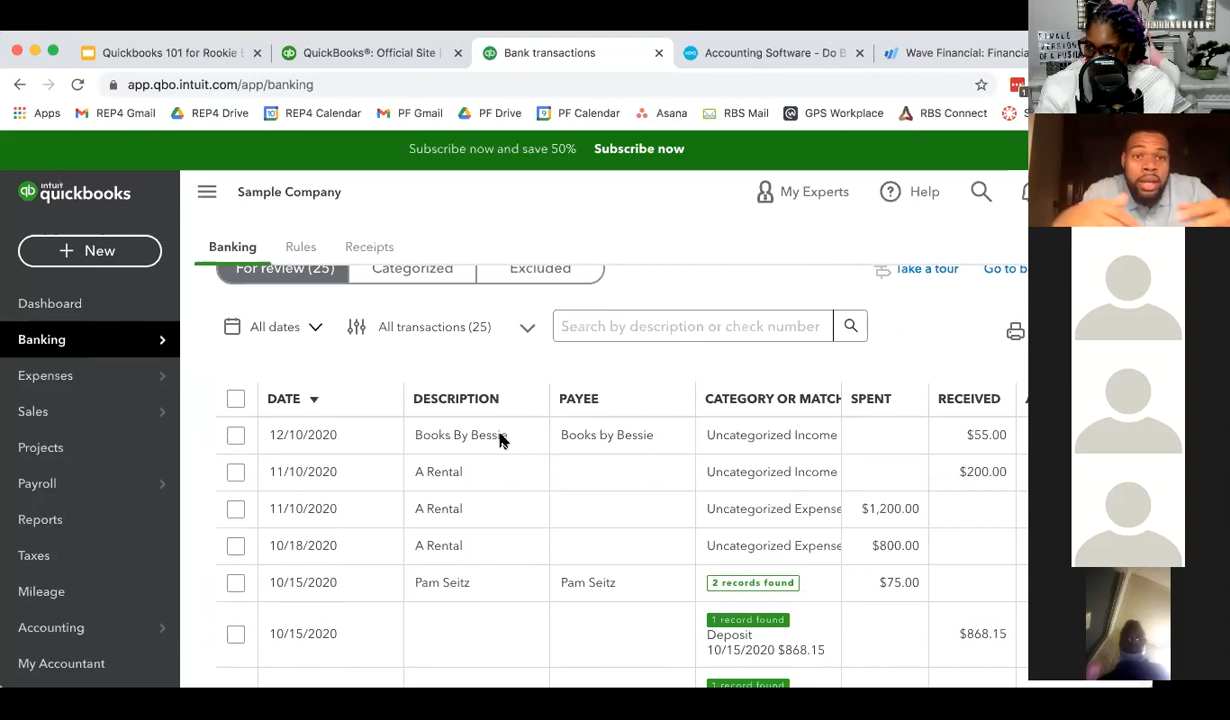 Quickbooks 101 for Rookie
QuickBooks®: Official Site
Bank transactions
Accounting Software - Do B
Wave Financial: Financia
app.qbo.intuit.com/app/banking
1
Apps
REP4 Gmail
REP4 Drive
REP4 Calendar
PF Gmail
PF Drive
PF Calendar
Asana
RBS Mail
GPS Workplace
RBS Connect
Subscribe now and save 50% Subscribe now
intuit
quickbooks
Sample Company
My Experts
Help
+ New
Banking
Rules
Receipts
For review (25)
Categorized
Excluded
Take a tour
Go to b
Dashboard
Banking
Expenses
Sales
Projects
Payroll
Reports
Taxes
Mileage
Accounting
My Accountant
All dates
All transactions (25)
Search by description or check number
DATE DESCRIPTION PAYEE CATEGORY OR MATCH SPENT RECEIVED
12/10/2020 Books By Bessie Books by Bessie Uncategorized Income $55.00
11/10/2020 A Rental Uncategorized Income $200.00
11/10/2020 A Rental Uncategorized Expense $1,200.00
10/18/2020 A Rental Uncategorized Expense $800.00
10/15/2020 Pam Seitz Pam Seitz 2 records found $75.00
1 record found
10/15/2020 Deposit $868.15
10/15/2020 $868.15
1 record found